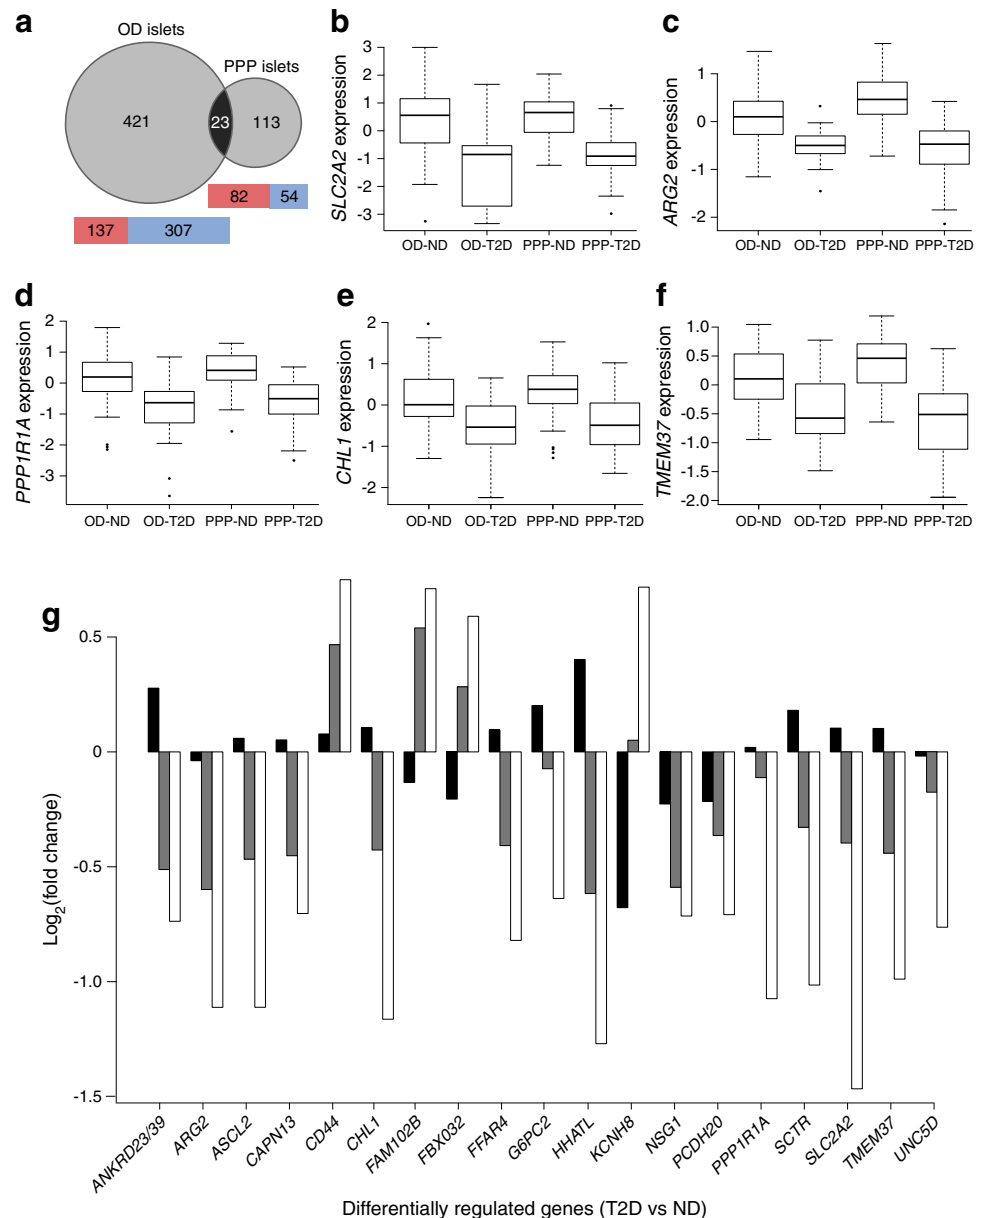 a
OD islets
PPP islets
421
23
113
82
54
137
307
b
SLC2A2 expression
3
2
1
0
-1
-2
-3
OD-ND
OD-T2D
PPP-ND
PPP-T2D
c
ARG2 expression
1
0
-1
-2
OD-ND
OD-T2D
PPP-ND
PPP-T2D
d
PPP1R1A expression
2
1
0
-1
-2
-3
OD-ND
OD-T2D
PPP-ND
PPP-T2D
e
CHL1 expression
2
1
0
-1
-2
OD-ND
OD-T2D
PPP-ND
PPP-T2D
f
TMEM37 expression
1.0
0.5
0
-0.5
-1.0
-1.5
-2.0
OD-ND
OD-T2D
PPP-ND
PPP-T2D
g
Log2(fold change)
0.5
0
-0.5
-1.0
-1.5
ANKRD23/39
ARG2
ASCL2
CAPN13
CD44
CHL1
FAM102B
FBX032
FFAR4
G6PC2
HHATL
KCNH8
NSG1
PCDH20
PPP1R1A
SCTR
SLC2A2
TMEM37
UNC5D
Differentially regulated genes (T2D vs ND)